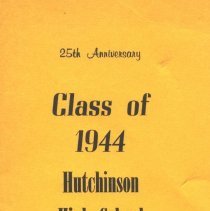 25th Anniversary
Class of
1944
Hutchinson
High School